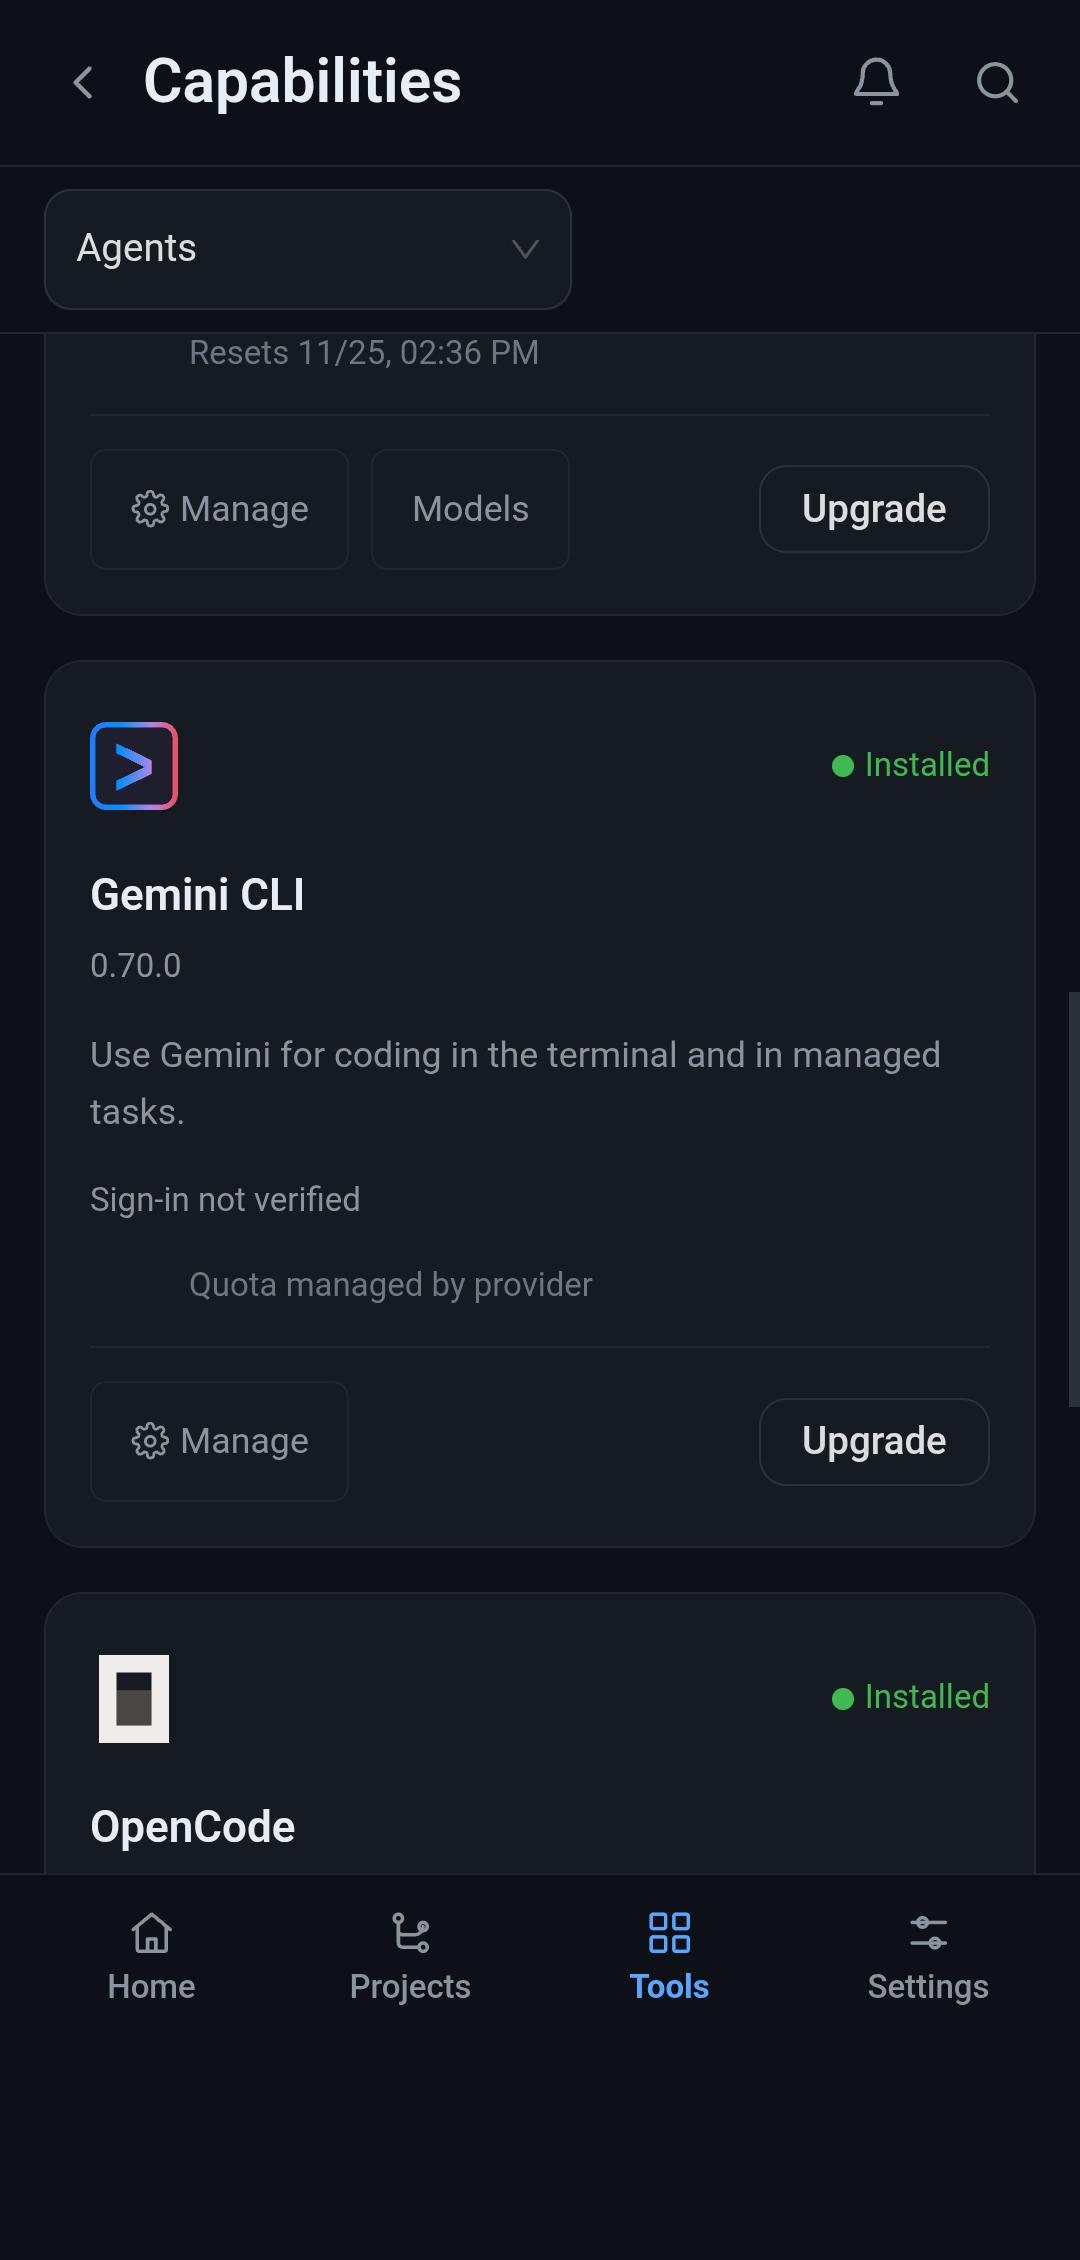 Capabilities
Agents
Resets 11/25, 02:36 PM
Manage
Models
Upgrade
Installed
Gemini CLI
0.70.0
Use Gemini for coding in the terminal and in managed
tasks.
Sign-in not verified
Quota managed by provider
Manage
Upgrade
Installed
OpenCode
Home
Projects
Tools
Settings